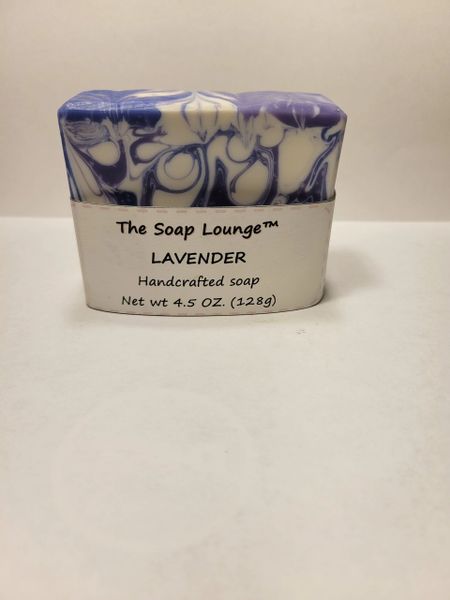 The Soap Lounge™
LAVENDER
Handcrafted soap
Net wt 4.5 OZ. (128g)